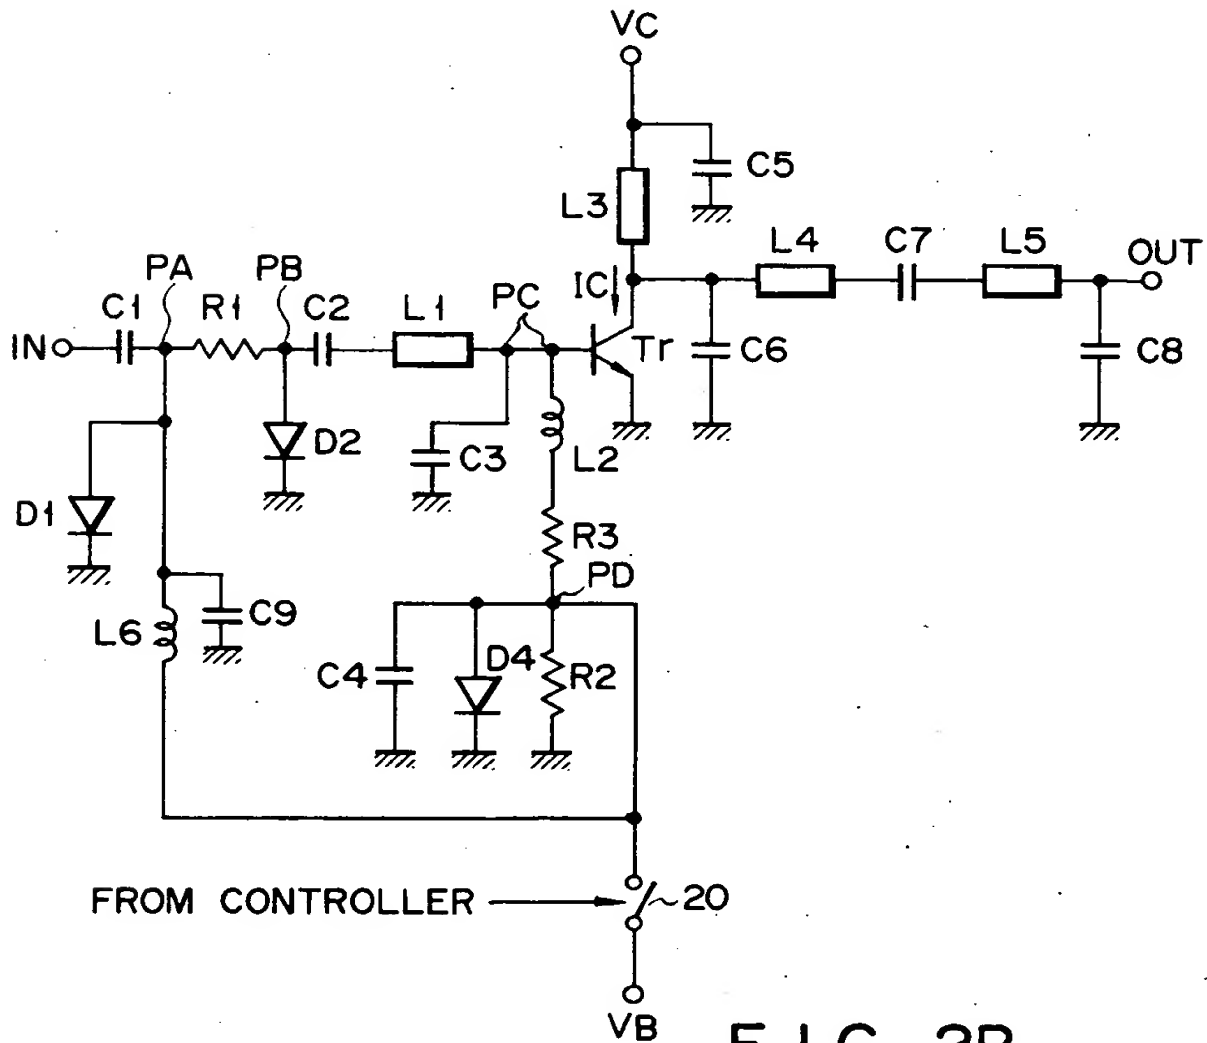 VC
C5
L3
L4 C7 L5 OUT
PA PB
C1 R1 C2 L1 PC IC
IN Tr C6 C8
D2 C3 L2
D1
R3
PD
L6 C9
C4 D4 R2
FROM CONTROLLER 20
VB